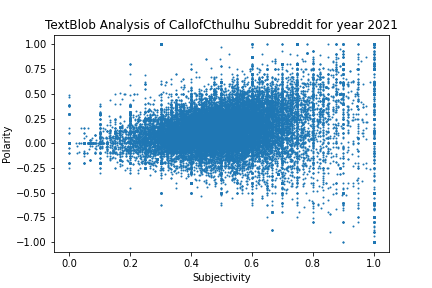 TextBlob Analysis of CallofCthulhu Subreddit for year 2021
1.00
0.75
0.50
0.25
0.00
−0.25
−0.50
−0.75
−1.00
Polarity
0.0 0.2 0.4 0.6 0.8 1.0
Subjectivity